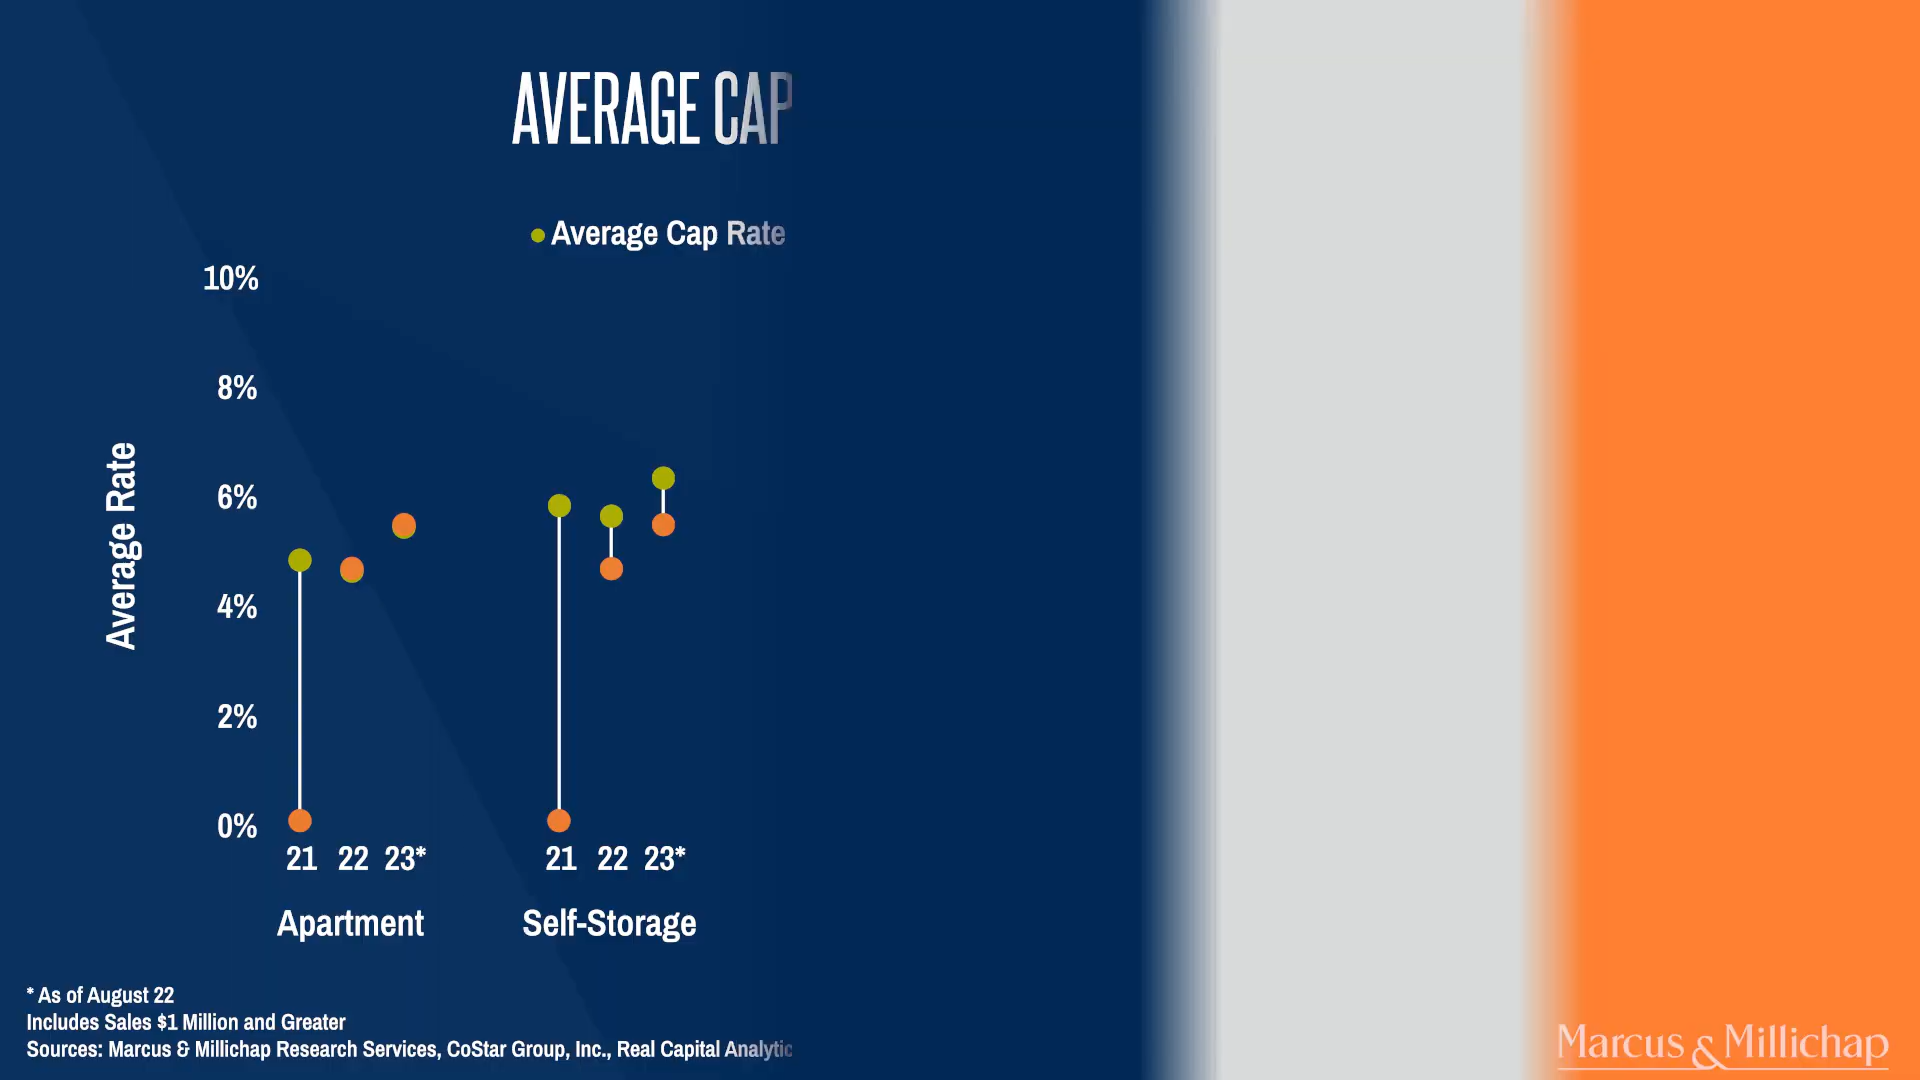 AVERAGE CAP
Average Cap Rate
10%
8%
6%
4%
2%
0%
Average Rate
21 22 23*
21 22 23*
Apartment
Self-Storage
* As of August 22
Includes Sales $1 Million and Greater
Sources: Marcus & Millichap Research Services, CoStar Group, Inc., Real Capital Analytic
Marcus & Millichap